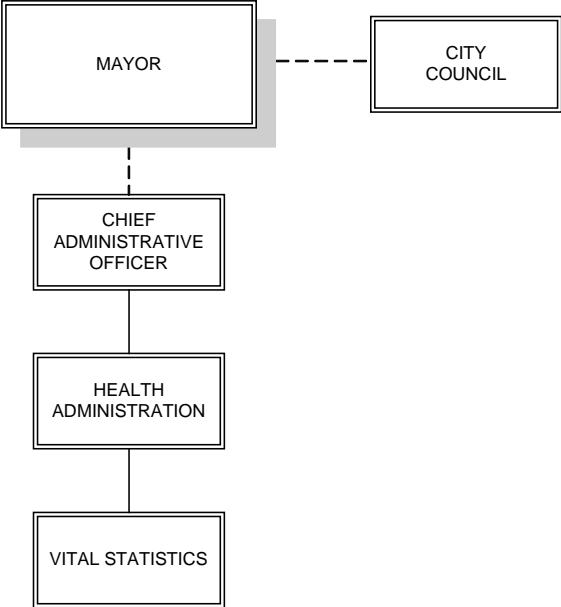 MAYOR
CITY
COUNCIL
CHIEF
ADMINISTRATIVE
OFFICER
HEALTH
ADMINISTRATION
VITAL STATISTICS